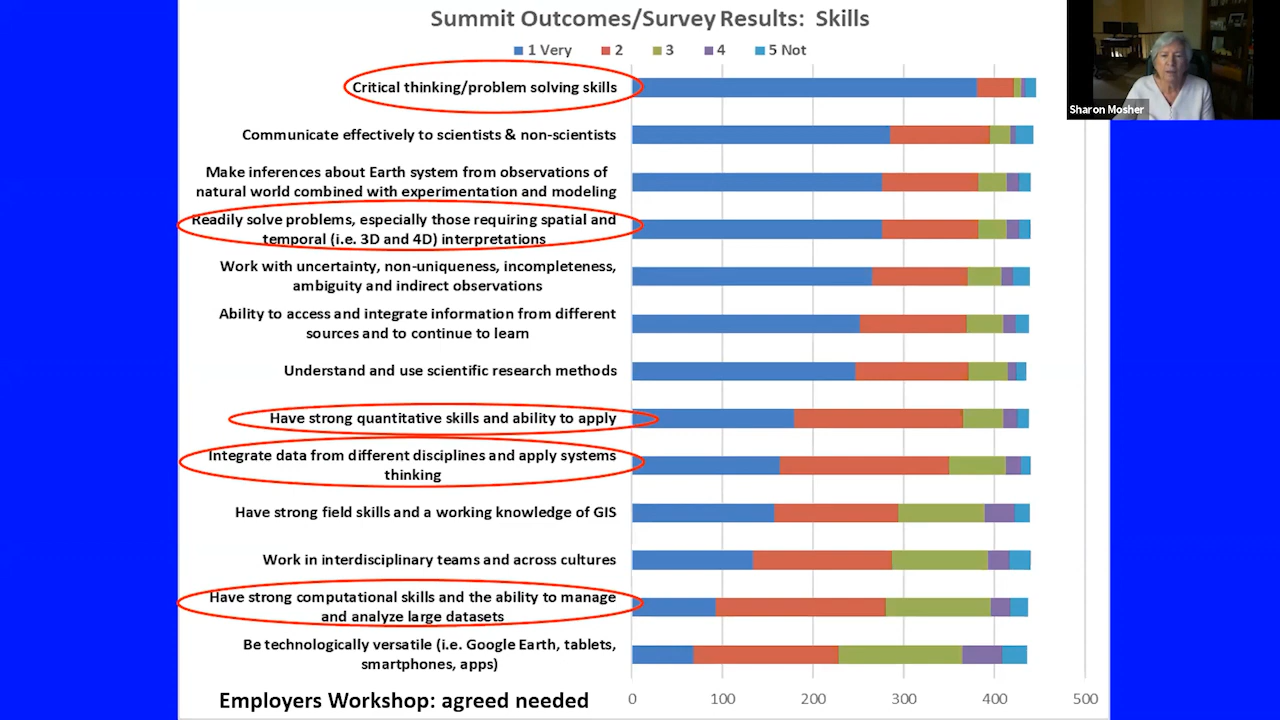 Summit Outcomes/Survey Results: Skills
1 Very 2 3 4 5 Not
Critical thinking/problem solving skills
Communicate effectively to scientists & non-scientists
Make inferences about Earth system from observations of
natural world combined with experimentation and modeling
Readily solve problems, especially those requiring spatial and
temporal (i.e. 3D and 4D) interpretations
Work with uncertainty, non-uniqueness, incompleteness,
ambiguity and indirect observations
Ability to access and integrate information from different
sources and to continue to learn
Understand and use scientific research methods
Have strong quantitative skills and ability to apply
Integrate data from different disciplines and apply systems
thinking
Have strong field skills and a working knowledge of GIS
Work in interdisciplinary teams and across cultures
Have strong computational skills and the ability to manage
and analyze large datasets
Be technologically versatile (i.e. Google Earth, tablets,
smartphones, apps)
0 100 200 300 400 500
Employers Workshop: agreed needed
Sharon Mosher